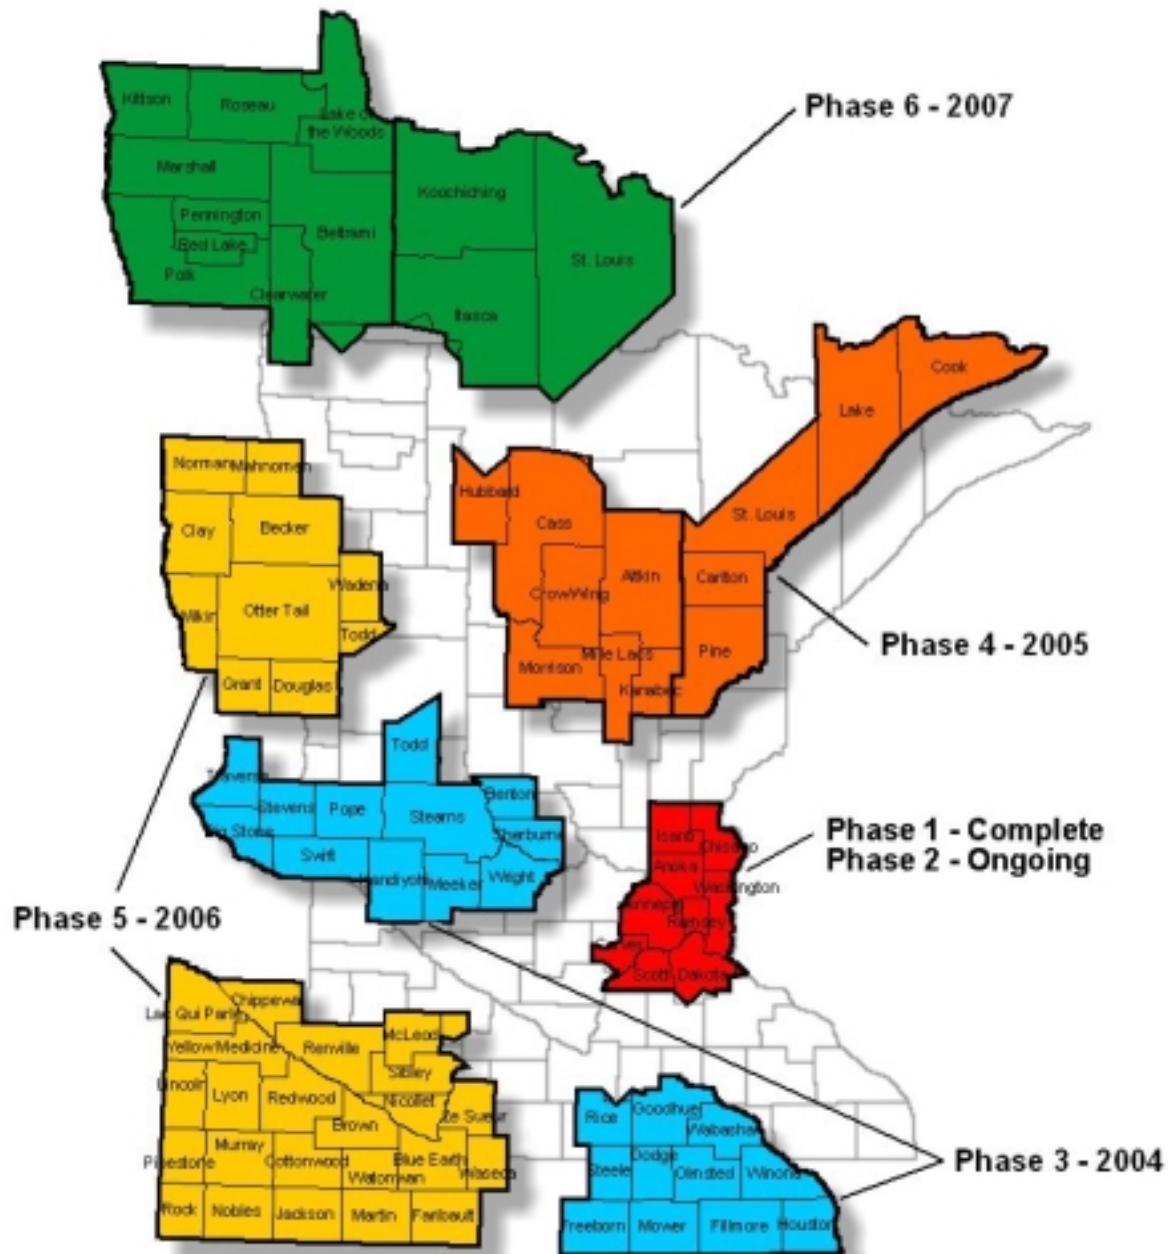 Phase 6 - 2007
Kittson
Roseau
Lake of
the Woods
Marshall
Koochiching
Pennington
Beltrami
Red Lake
St. Louis
Polk
Clearwater
Itasca
Cook
Lake
Norman
Mahnomen
Hubbard
St. Louis
Cass
Clay
Becker
Aitkin
Carlton
Wadena
Crow Wing
Otter Tail
Todd
Pine
Mille Lacs
Morrison
Kanabec
Grant
Douglas
Phase 4 - 2005
Todd
Stevens
Pope
Stearns
Benton
Sherburne
Swift
Meeker
Wright
Phase 1 - Complete
Phase 2 - Ongoing
Isanti
Chisago
Anoka
Washington
Ramsey
Scott
Dakota
Phase 5 - 2006
Chippewa
Lac Qui Parle
McLeod
Yellow Medicine
Renville
Sibley
Lincoln
Lyon
Redwood
Nicollet
Le Sueur
Brown
Murray
Pipestone
Cottonwood
Watonwan
Blue Earth
Waseca
Rock
Nobles
Jackson
Martin
Faribault
Rice
Goodhue
Wabasha
Steele
Dodge
Olmsted
Winona
Freeborn
Mower
Fillmore
Houston
Phase 3 - 2004